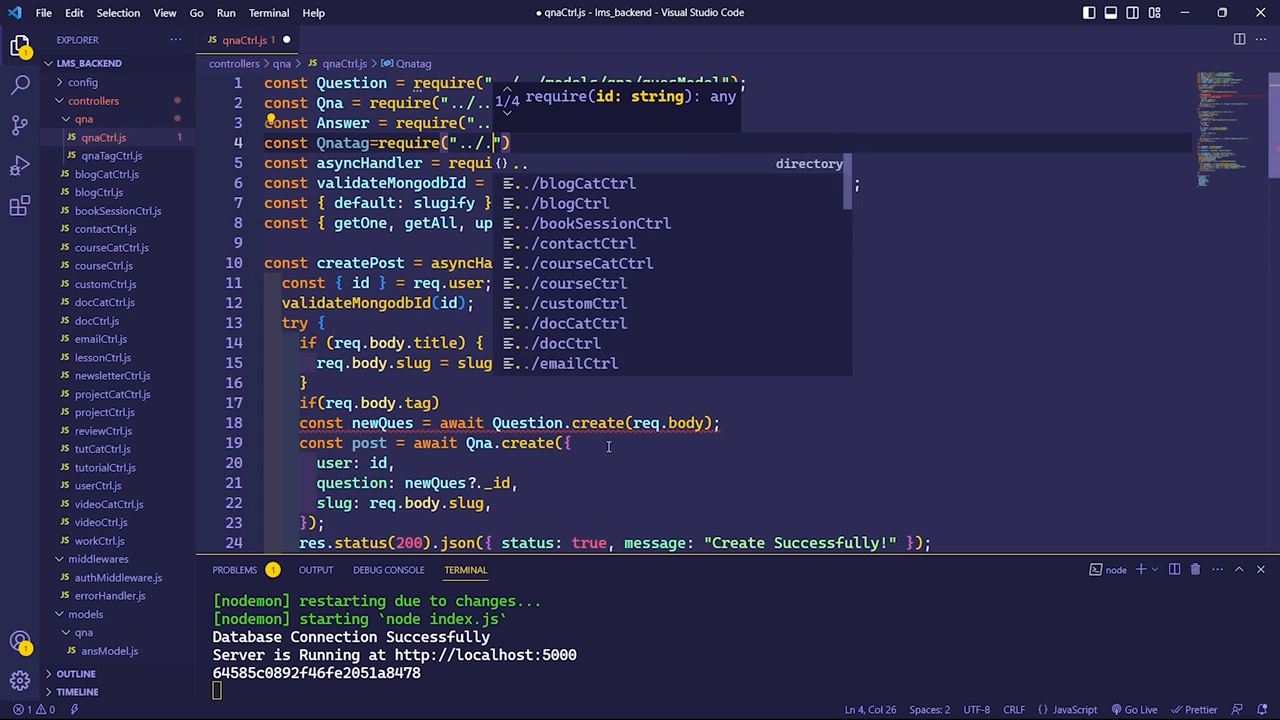 File Edit Selection View Go Run Terminal Help
● qnaCtrl.js - lms_backend - Visual Studio Code
EXPLORER
qnaCtrl.js 1
LMS_BACKEND
config
controllers
qna
qnaCtrl.js 1
qnaTagCtrl.js
blogCatCtrl.js
blogCtrl.js
bookSessionCtrl.js
contactCtrl.js
courseCatCtrl.js
courseCtrl.js
customCtrl.js
docCatCtrl.js
docCtrl.js
emailCtrl.js
lessonCtrl.js
newsletterCtrl.js
projectCatCtrl.js
projectCtrl.js
reviewCtrl.js
tutCatCtrl.js
tutorialCtrl.js
userCtrl.js
videoCatCtrl.js
videoCtrl.js
workCtrl.js
middlewares
authMiddleware.js
errorHandler.js
models
qna
ansModel.js
OUTLINE
TIMELINE
controllers > qna > qnaCtrl.js > Qnatag
1 const Question = require("../../models/qna/quesModel");
2 const Qna = require("../..
3 const Answer = require("..
4 const Qnatag=require("../.")
5 const asyncHandler = requi
6 const validateMongodbId = ;
7 const { default: slugify }
8 const { getOne, getAll, up
9
10 const createPost = asyncHa
11 const { id } = req.user;
12 validateMongodbId(id);
13 try {
14 if (req.body.title) {
15 req.body.slug = slug
16 }
17 if(req.body.tag)
18 const newQues = await Question.create(req.body);
19 const post = await Qna.create({
20 user: id,
21 question: newQues?._id,
22 slug: req.body.slug,
23 });
24 res.status(200).json({ status: true, message: "Create Successfully!" });
1/4 require(id: string): any
.. directory
../blogCatCtrl
../blogCtrl
../bookSessionCtrl
../contactCtrl
../courseCatCtrl
../courseCtrl
../customCtrl
../docCatCtrl
../docCtrl
../emailCtrl
PROBLEMS 1 OUTPUT DEBUG CONSOLE TERMINAL
node
[nodemon] restarting due to changes...
[nodemon] starting `node index.js`
Database Connection Successfully
Server is Running at http://localhost:5000
64585c0892f46fe2051a8478
1 0
Ln 4, Col 26 Spaces: 2 UTF-8 CRLF {} JavaScript Go Live Prettier